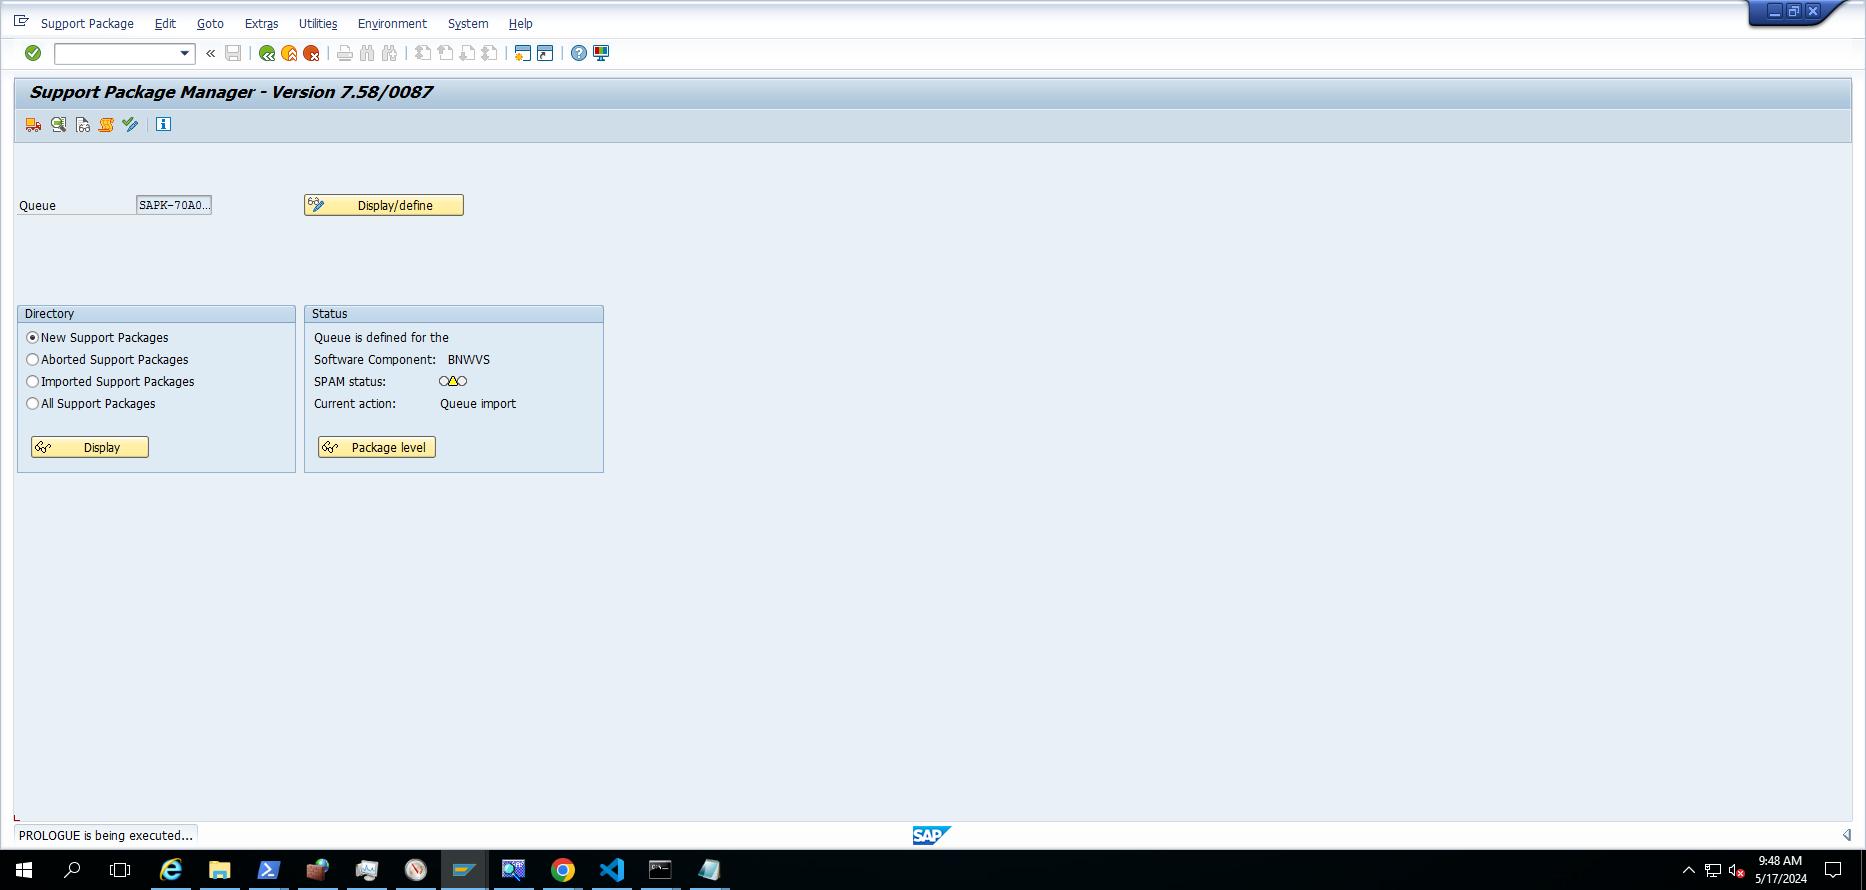 Support Package Edit Goto Extras Utilities Environment System Help
Support Package Manager - Version 7.58/0087
Queue SAPK-70A0... Display/define
Directory
New Support Packages
Aborted Support Packages
Imported Support Packages
All Support Packages
Display
Status
Queue is defined for the
Software Component: BNWVS
SPAM status:
Current action: Queue import
Package level
PROLOGUE is being executed...
SAP
9:48 AM
5/17/2024